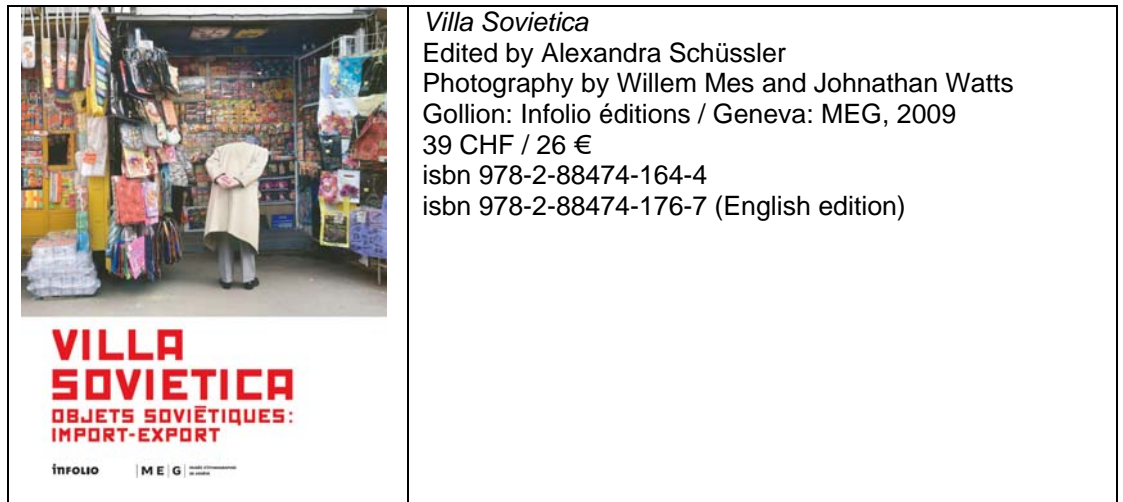 Villa Sovietica
Edited by Alexandra Schüssler
Photography by Willem Mes and Johnathan Watts
Gollion: Infolio éditions / Geneva: MEG, 2009
39 CHF / 26 €
isbn 978-2-88474-164-4
isbn 978-2-88474-176-7 (English edition)
VILLA
SOVIETICA
OBJETS SOVIĒTIQUES:
IMPORT-EXPORT
INFOLIO
MEG